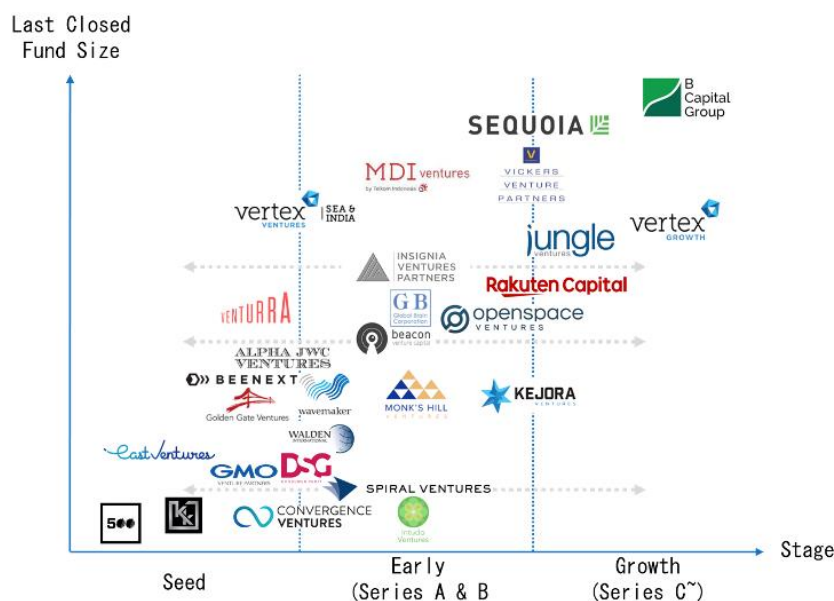 Last Closed
Fund Size
B
Capital
Group
SEQUOIA
MDI ventures
by Telkom Indonesia
V
VICKERS
VENTURE
PARTNERS
vertex
VENTURES
SEA &
INDIA
vertex
GROWTH
jungle
ventures
INSIGNIA
VENTURES
PARTNERS
Rakuten Capital
VENTURRA
GB
Global Brain
Corporation
openspace
VENTURES
beacon
venture capital
ALPHA JWC
VENTURES
BEENEXT
Golden Gate Ventures
wavemaker
MONK'S HILL
VENTURES
KEJORA
VENTURES
WALDEN
INTERNATIONAL
East Ventures
GMO
VENTURE PARTNERS
DSG
SPIRAL VENTURES
500
KK
CONVERGENCE
VENTURES
Intudo
Ventures
Stage
Seed
Early
(Series A & B)
Growth
(Series C~)